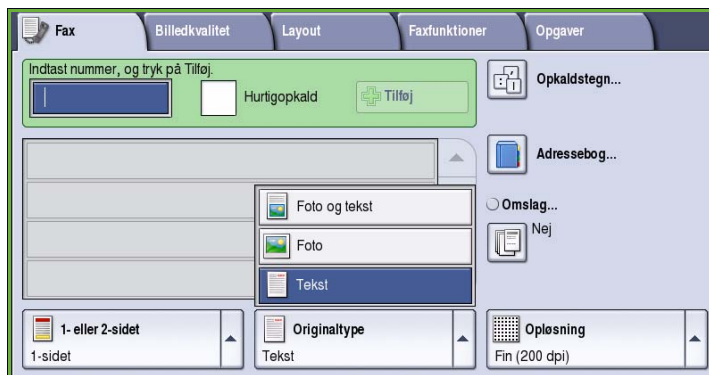 Fax
Billedkvalitet
Layout
Faxfunktioner
Opgaver
Indtast nummer, og tryk på Tilføj.
Hurtigopkald
Tilføj
Opkaldstegn...
Adressebog...
Omslag...
Nej
Foto og tekst
Foto
Tekst
1- eller 2-sidet
1-sidet
Originaltype
Tekst
Opløsning
Fin (200 dpi)